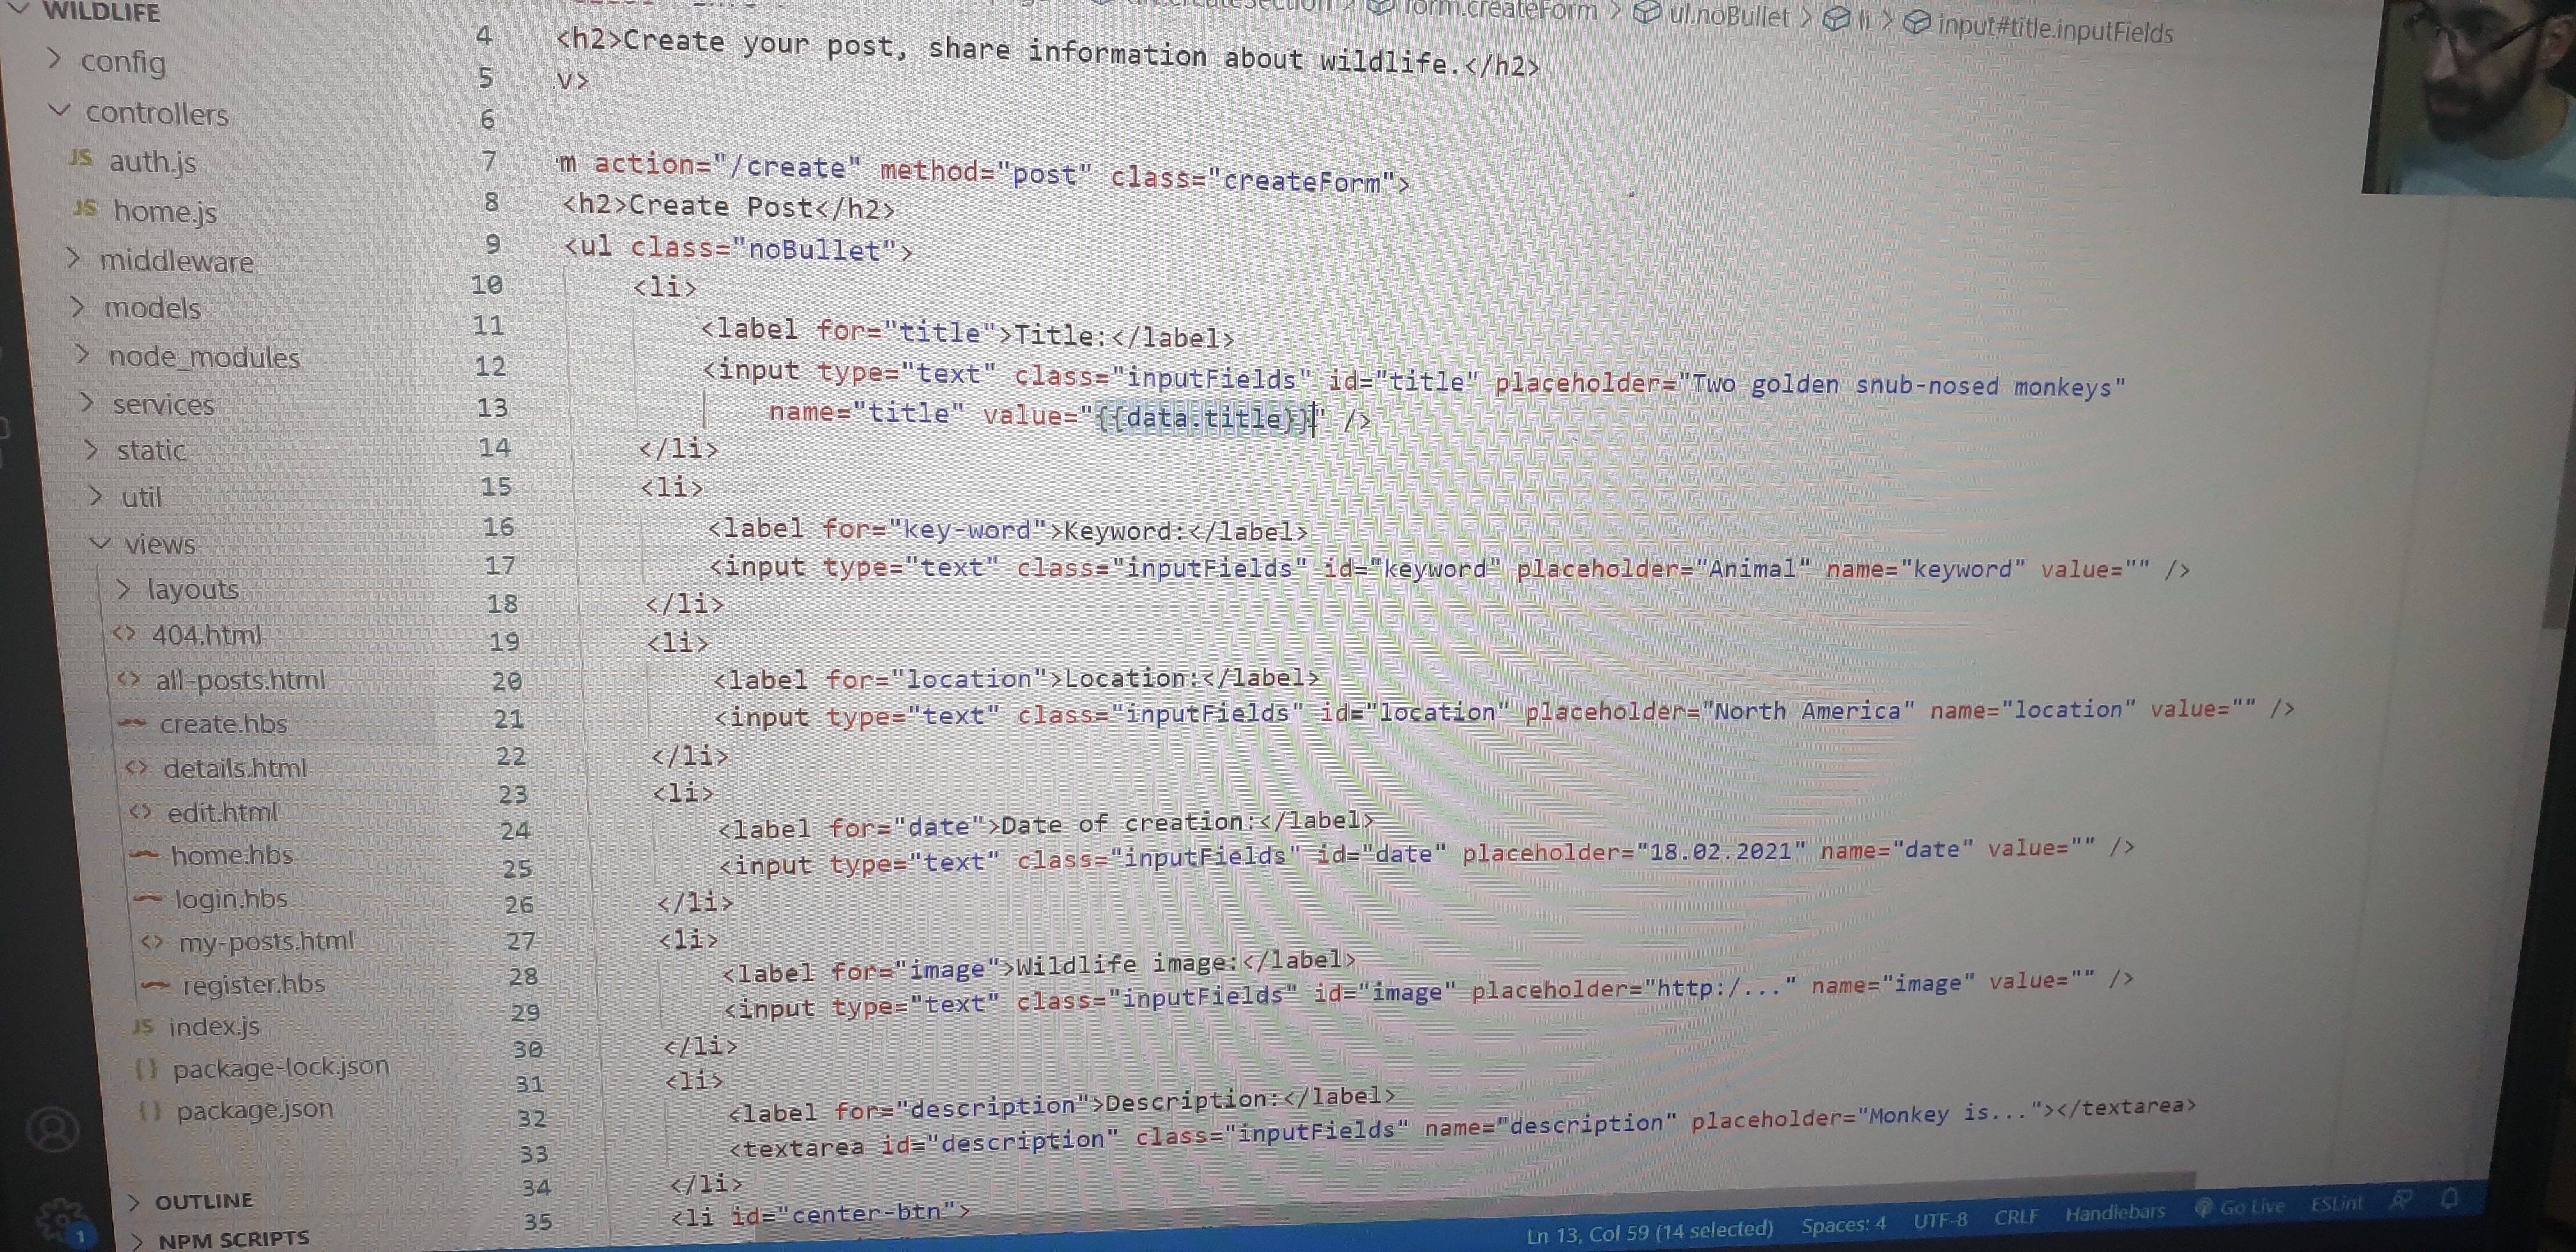 WILDLIFE
config
controllers
JS auth.js
JS home.js
middleware
models
node_modules
services
static
util
views
layouts
<> 404.html
<> all-posts.html
create.hbs
<> details.html
<> edit.html
home.hbs
login.hbs
<> my-posts.html
register.hbs
JS index.js
{} package-lock.json
{} package.json
OUTLINE
NPM SCRIPTS
1
form.createForm > ul.noBullet > li > input#title.inputFields
4 <h2>Create your post, share information about wildlife.</h2>
5 v>
6
7 m action="/create" method="post" class="createForm">
8 <h2>Create Post</h2>
9 <ul class="noBullet">
10 <li>
11 <label for="title">Title:</label>
12 <input type="text" class="inputFields" id="title" placeholder="Two golden snub-nosed monkeys"
13 name="title" value="{{data.title}}" />
14 </li>
15 <li>
16 <label for="key-word">Keyword:</label>
17 <input type="text" class="inputFields" id="keyword" placeholder="Animal" name="keyword" value="" />
18 </li>
19 <li>
20 <label for="location">Location:</label>
21 <input type="text" class="inputFields" id="location" placeholder="North America" name="location" value="" />
22 </li>
23 <li>
24 <label for="date">Date of creation:</label>
25 <input type="text" class="inputFields" id="date" placeholder="18.02.2021" name="date" value="" />
26 </li>
27 <li>
28 <label for="image">Wildlife image:</label>
29 <input type="text" class="inputFields" id="image" placeholder="http:/..." name="image" value="" />
30 </li>
31 <li>
32 <label for="description">Description:</label>
33 <textarea id="description" class="inputFields" name="description" placeholder="Monkey is..."></textarea>
34 </li>
35 <li id="center-btn">
Ln 13, Col 59 (14 selected) Spaces: 4 UTF-8 CRLF Handlebars Go Live ESLint